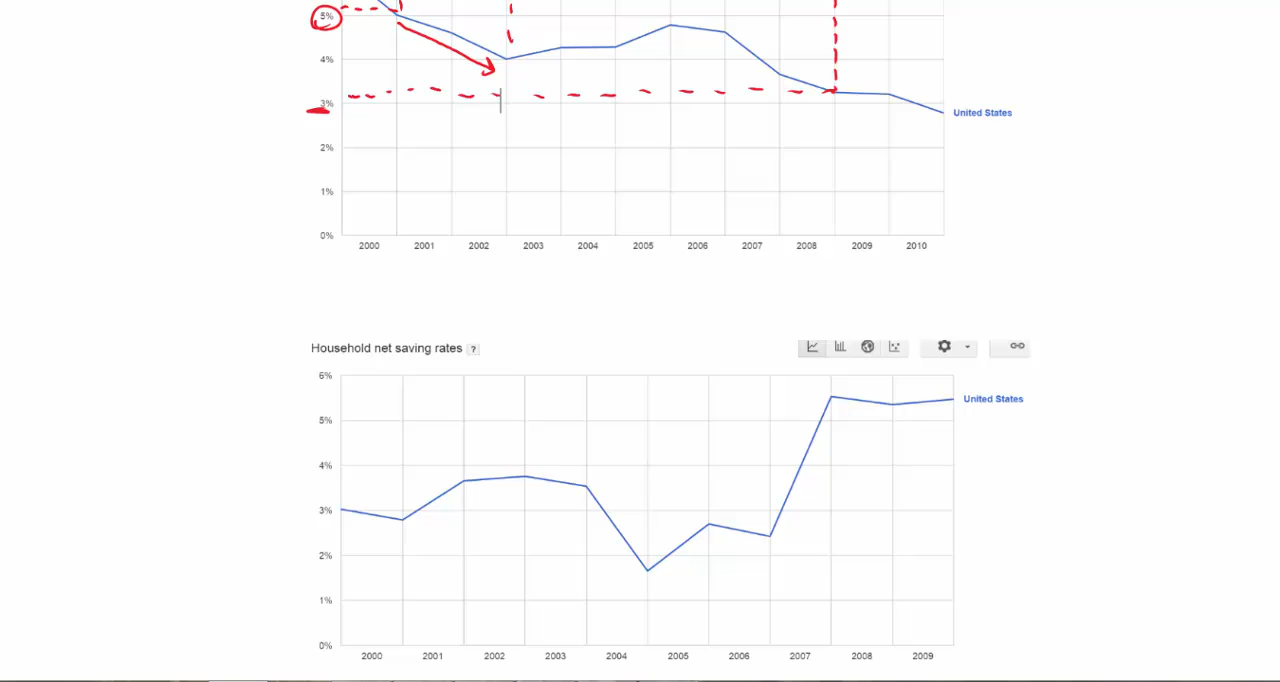 5%
4%
3%
United States
2%
1%
0%
2000 2001 2002 2003 2004 2005 2006 2007 2008 2009 2010
Household net saving rates ?
6%
United States
5%
4%
3%
2%
1%
0%
2000 2001 2002 2003 2004 2005 2006 2007 2008 2009